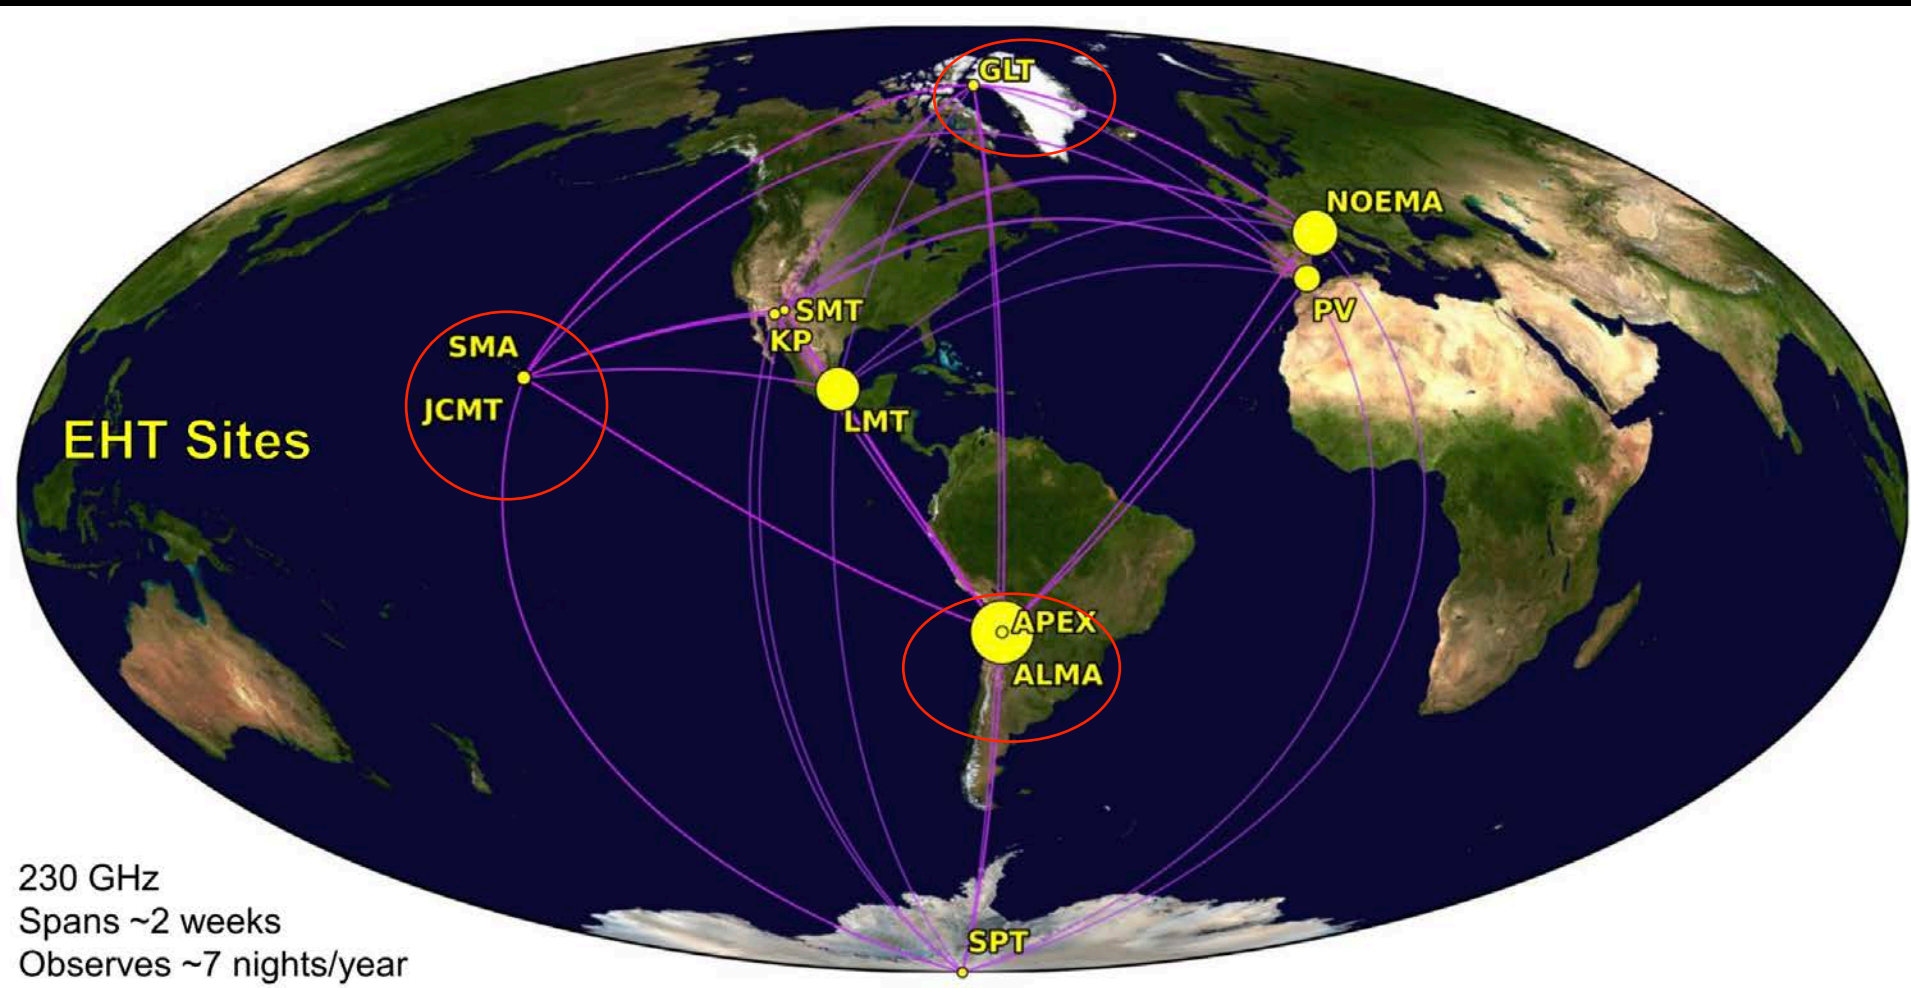 GLT
NOEMA
PV
SMT
KP
SMA
JCMT
LMT
EHT Sites
APEX
ALMA
SPT
230 GHz
Spans ~2 weeks
Observes ~7 nights/year